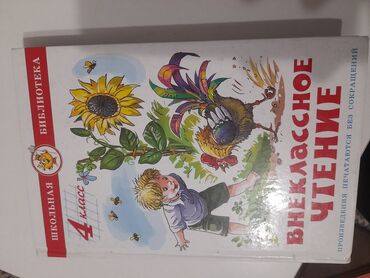 ШКОЛЬНАЯ
БИБЛИОТЕКА
4 класс
ВНЕКЛАССНОЕ
ЧТЕНИЕ
ПРОИЗВЕДЕНИЯ ПЕЧАТАЮТСЯ БЕЗ СОКРАЩЕНИЙ